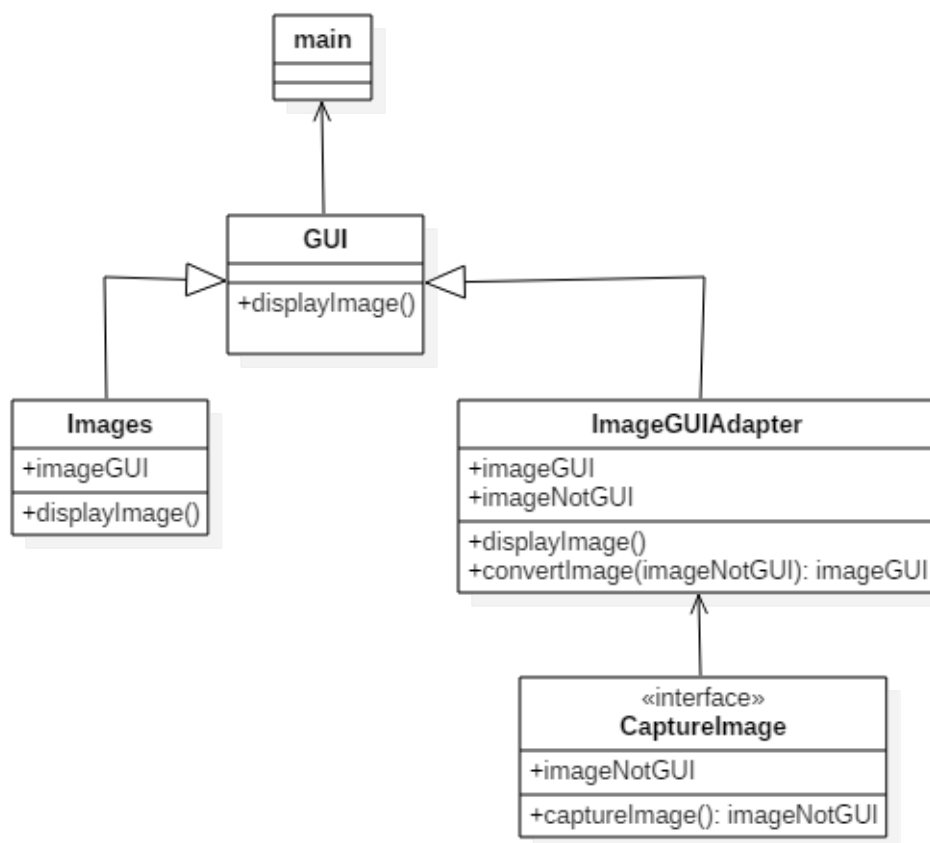 main
GUI
+displayImage()
Images
+imageGUI
+displayImage()
ImageGUIAdapter
+imageGUI
+imageNotGUI
+displayImage()
+convertImage(imageNotGUI): imageGUI
«interface»
CaptureImage
+imageNotGUI
+captureImage(): imageNotGUI